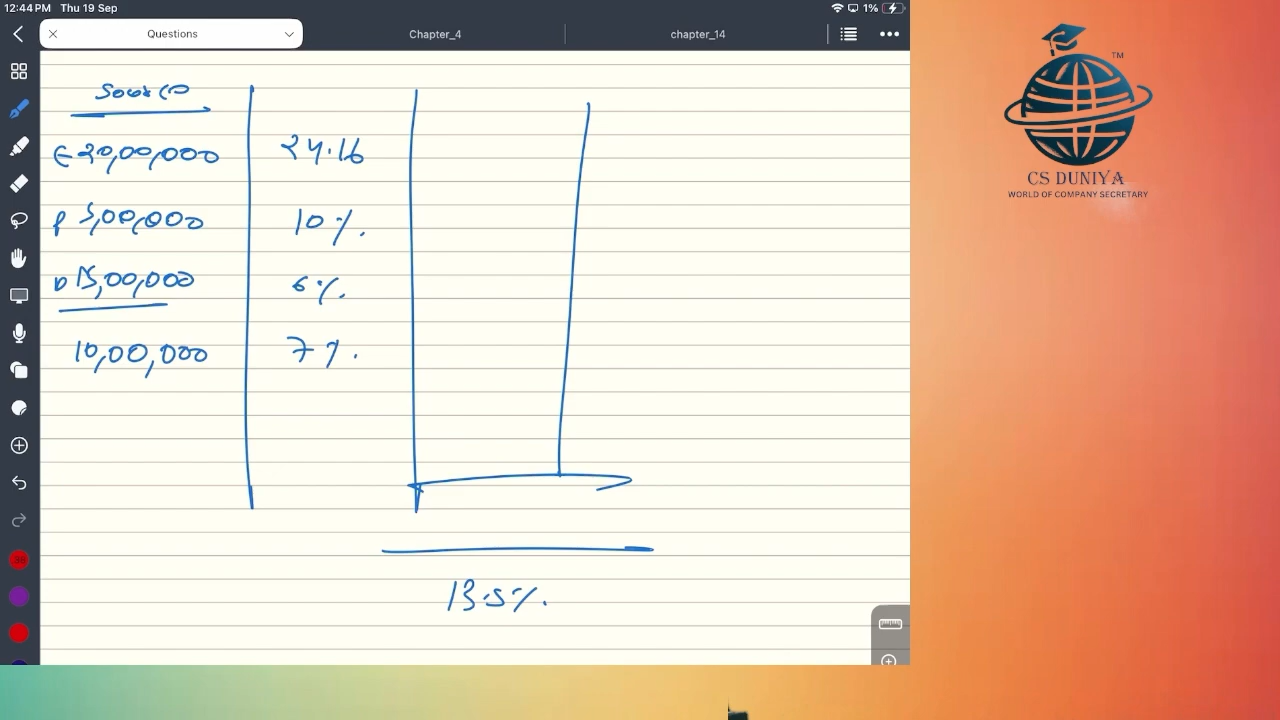 12:44 PM Thu 19 Sep 1%
Questions Chapter_4 chapter_14
Source
E 20,00,000 24.16
P 5,00,000 10%.
D 15,00,000 6%.
10,00,000 7%.
13.5%.
TM
CS DUNIYA
WORLD OF COMPANY SECRETARY